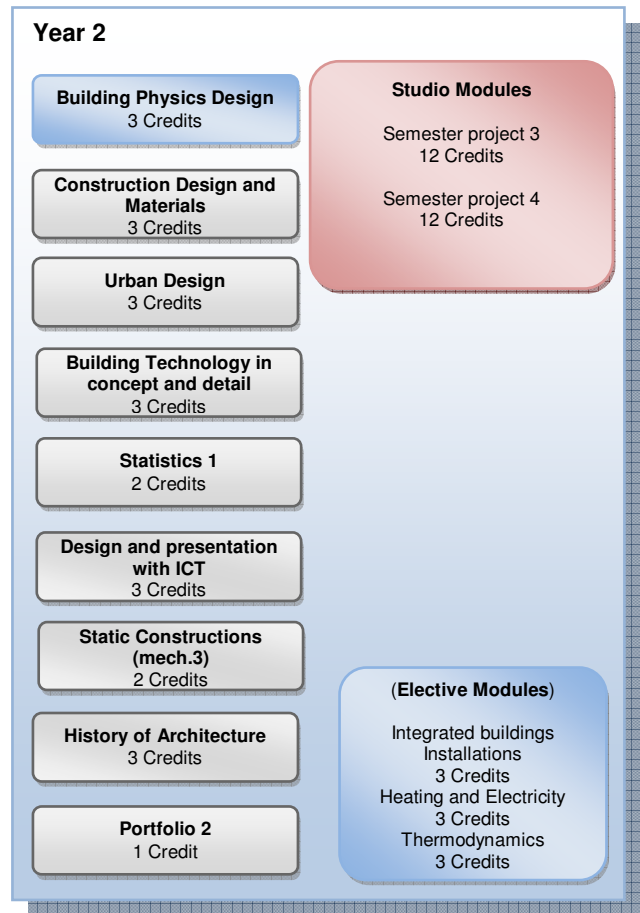 Year 2
Building Physics Design
3 Credits
Construction Design and
Materials
3 Credits
Urban Design
3 Credits
Building Technology in
concept and detail
3 Credits
Statistics 1
2 Credits
Design and presentation
with ICT
3 Credits
Static Constructions
(mech.3)
2 Credits
History of Architecture
3 Credits
Portfolio 2
1 Credit
Studio Modules
Semester project 3
12 Credits
Semester project 4
12 Credits
(Elective Modules)
Integrated buildings
Installations
3 Credits
Heating and Electricity
3 Credits
Thermodynamics
3 Credits